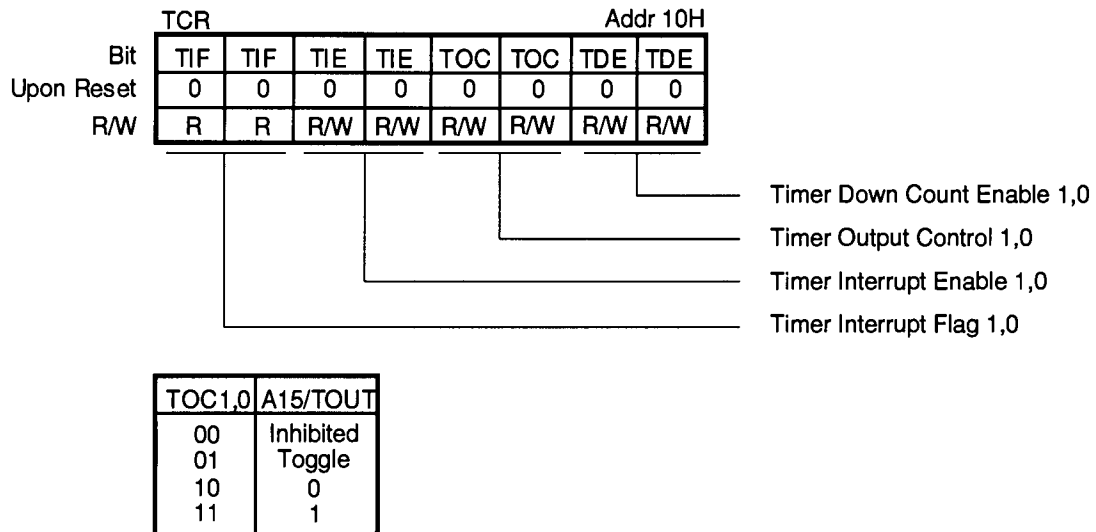 TCR Addr 10H
Bit TIF TIF TIE TIE TOC TOC TDE TDE
Upon Reset 0 0 0 0 0 0 0 0
R/W R R R/W R/W R/W R/W R/W R/W
Timer Down Count Enable 1,0
Timer Output Control 1,0
Timer Interrupt Enable 1,0
Timer Interrupt Flag 1,0
TOC1,0 A15/TOUT
00 Inhibited
01 Toggle
10 0
11 1